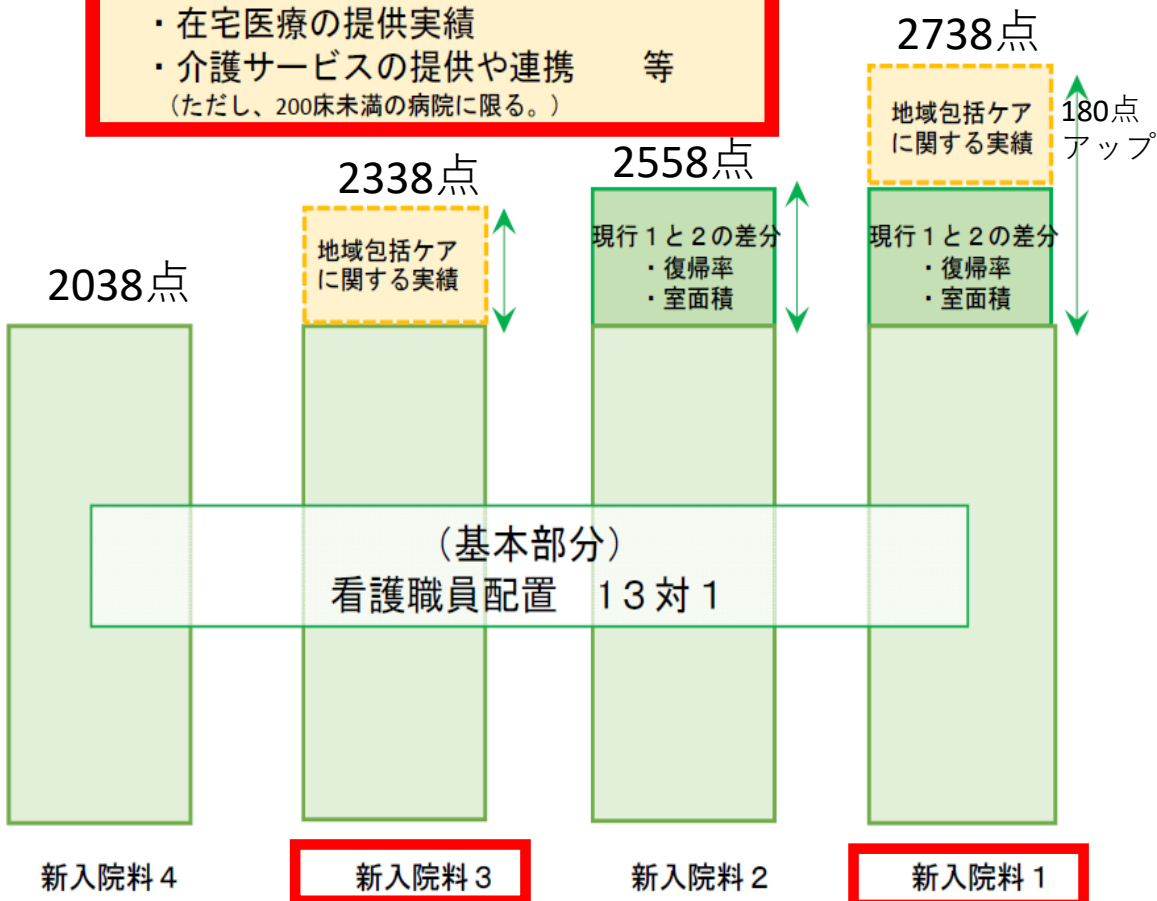 ・在宅医療の提供実績
・介護サービスの提供や連携　　等
（ただし、200床未満の病院に限る。）
2738点
地域包括ケア
に関する実績
180点
アップ
2338点
2558点
地域包括ケア
に関する実績
現行１と２の差分
・復帰率
・室面積
現行１と２の差分
・復帰率
・室面積
2038点
（基本部分）
看護職員配置　１３対１
新入院料４
新入院料３
新入院料２
新入院料１